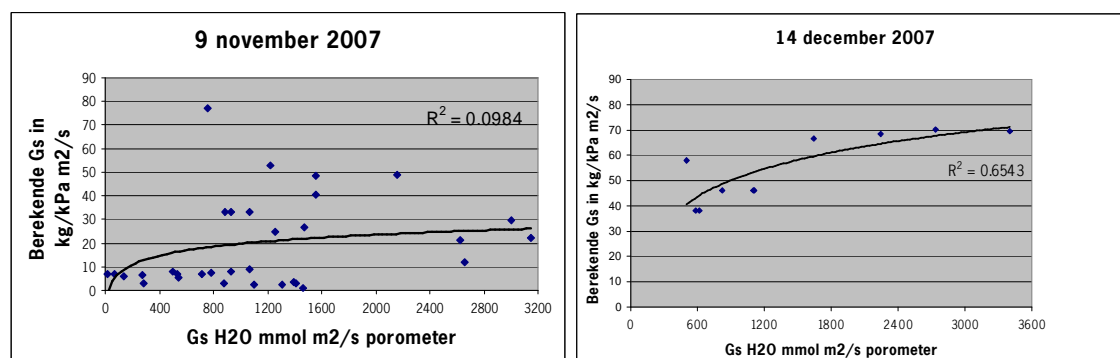 9 november 2007
Berekende Gs in
kg/kPa m2/s
90
80
70
60
50
40
30
20
10
0
R² = 0.0984
0 400 800 1200 1600 2000 2400 2800 3200
Gs H2O mmol m2/s porometer
14 december 2007
Berekende Gs in kg/kPa m2/s
90
80
70
60
50
40
30
20
10
0
R² = 0.6543
0 600 1200 1800 2400 3000 3600
Gs H2O mmol m2/s porometer